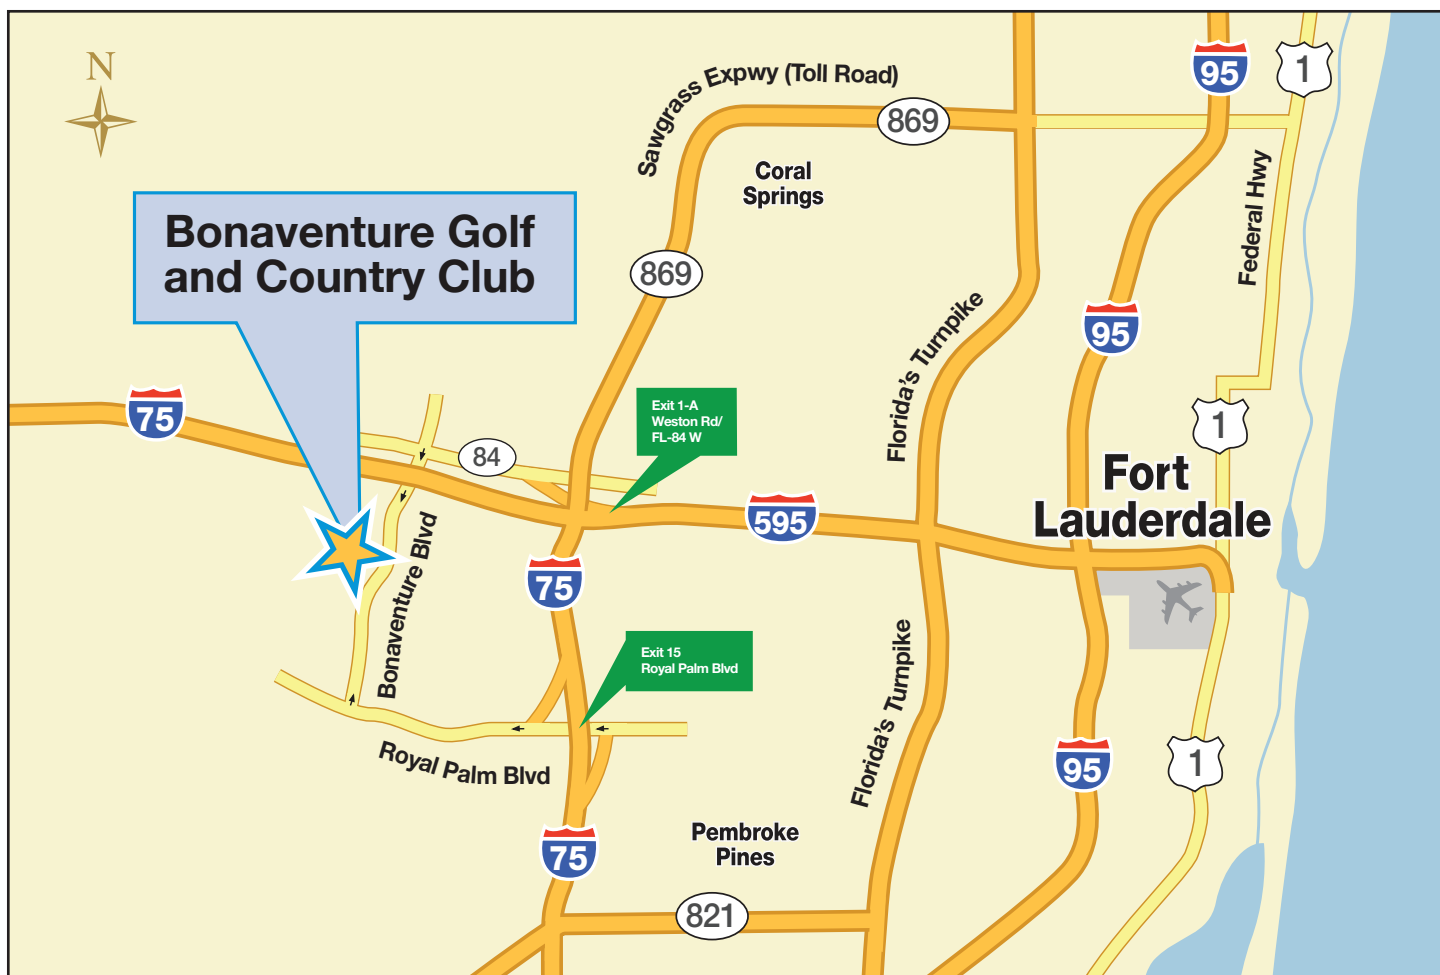 N
Sawgrass Expwy (Toll Road)
869
95
1
Coral
Springs
Federal Hwy
Bonaventure Golf
and Country Club
869
Florida's Turnpike
95
75
Exit 1-A
Weston Rd/
FL-84 W
84
1
Fort
Lauderdale
595
Bonaventure Blvd
75
Exit 15
Royal Palm Blvd
Florida's Turnpike
Royal Palm Blvd
95
1
75
Pembroke
Pines
821